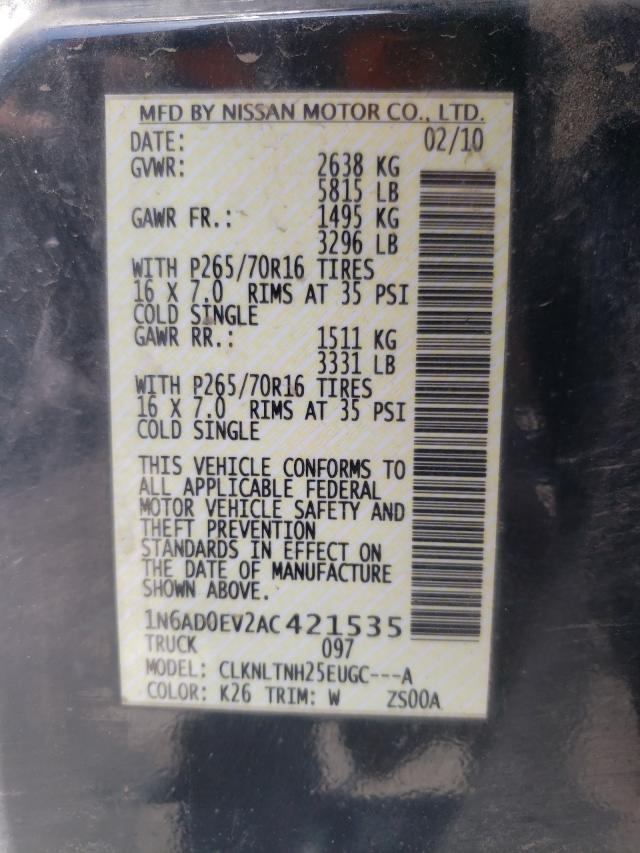 MFD BY NISSAN MOTOR CO., LTD.
DATE: 02/10
GVWR: 2638 KG
5815 LB
GAWR FR.: 1495 KG
3296 LB
WITH P265/70R16 TIRES
16 X 7.0 RIMS AT 35 PSI
COLD SINGLE
GAWR RR.: 1511 KG
3331 LB
WITH P265/70R16 TIRES
16 X 7.0 RIMS AT 35 PSI
COLD SINGLE
THIS VEHICLE CONFORMS TO
ALL APPLICABLE FEDERAL
MOTOR VEHICLE SAFETY AND
THEFT PREVENTION
STANDARDS IN EFFECT ON
THE DATE OF MANUFACTURE
SHOWN ABOVE.
1N6AD0EV2AC421535
TRUCK 097
MODEL: CLKNLTNH25EUGC---A
COLOR: K26 TRIM: W ZS00A